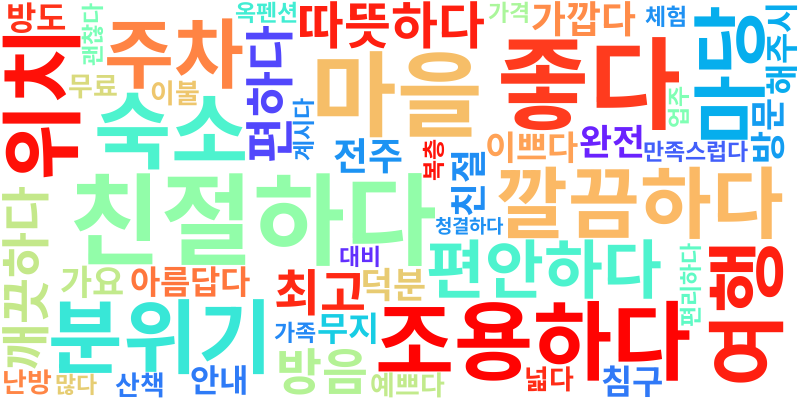 방도
괜찮다
주차
옥펜션
따뜻하다
가격
가깝다
체험
마당
해주시
위치
무료
이불
편하다
마을
좋다
업주
방문
숙소
게시다
전주
복층
친절
이쁘다
완전
만족스럽다
친절하다
깔끔하다
청결하다
깨끗하다
가요
아름답다
대비
최고
덕분
편안하다
편리하다
여행
분위기
가족
무지
조용하다
방음
난방
많다
산책
안내
예쁘다
넓다
침구